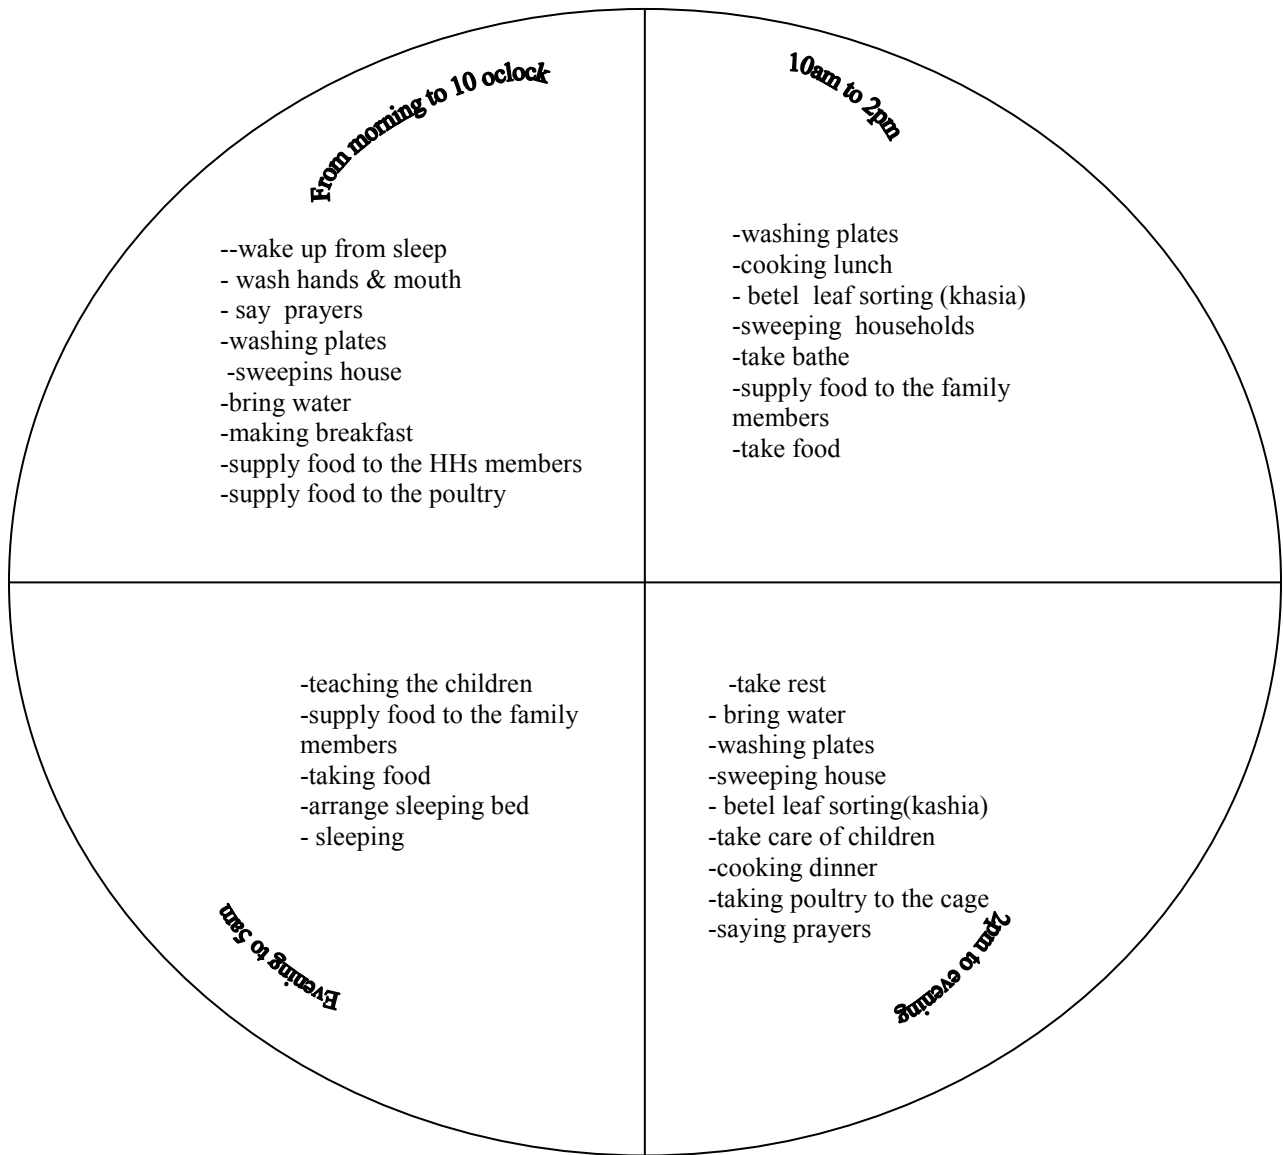 From morning to 10 oclock
--wake up from sleep
- wash hands & mouth
- say prayers
-washing plates
-sweepins house
-bring water
-making breakfast
-supply food to the HHs members
-supply food to the poultry
10am to 2pm
-washing plates
-cooking lunch
- betel leaf sorting (khasia)
-sweeping households
-take bathe
-supply food to the family
members
-take food
-take rest
- bring water
-washing plates
-sweeping house
- betel leaf sorting(kashia)
-take care of children
-cooking dinner
-taking poultry to the cage
-saying prayers
2pm to evening
-teaching the children
-supply food to the family
members
-taking food
-arrange sleeping bed
- sleeping
Evening to 5am